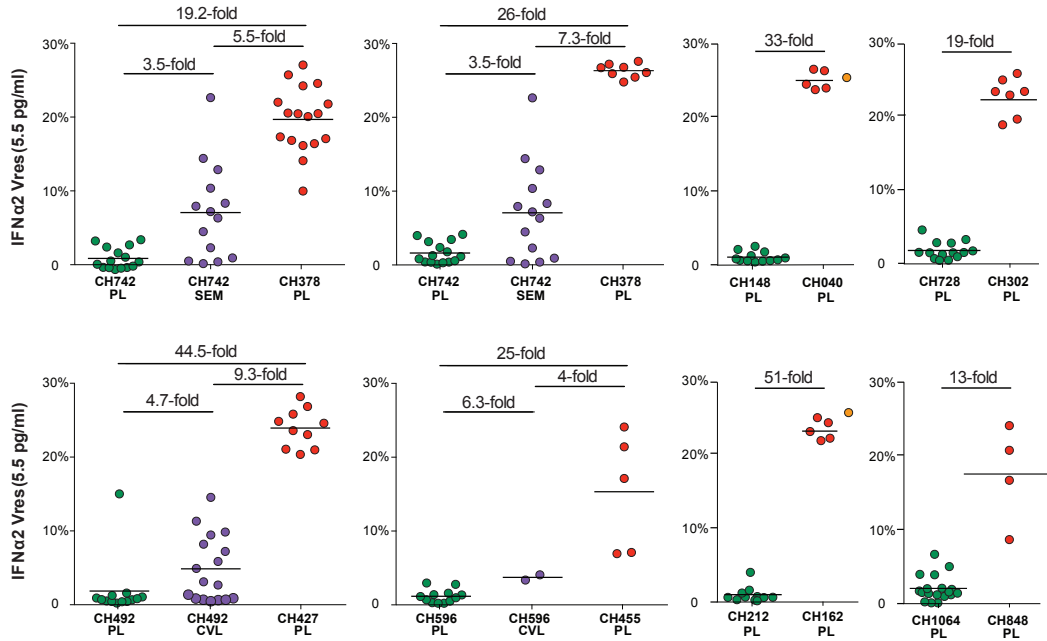 19.2-fold
5.5-fold
3.5-fold
30%
20%
10%
0
CH742 PL
CH742 SEM
CH378 PL
26-fold
7.3-fold
3.5-fold
30%
20%
10%
0
CH742 PL
CH742 SEM
CH378 PL
33-fold
30%
20%
10%
0
CH148 PL
CH040 PL
19-fold
30%
20%
10%
0
CH728 PL
CH302 PL
IFNα2 Vres (5.5 pg/ml)
44.5-fold
9.3-fold
4.7-fold
30%
20%
10%
0
CH492 PL
CH492 CVL
CH427 PL
25-fold
4-fold
6.3-fold
30%
20%
10%
0
CH596 PL
CH596 CVL
CH455 PL
51-fold
30%
20%
10%
0
CH212 PL
CH162 PL
13-fold
30%
20%
10%
0
CH1064 PL
CH848 PL
IFNα2 Vres (5.5 pg/ml)